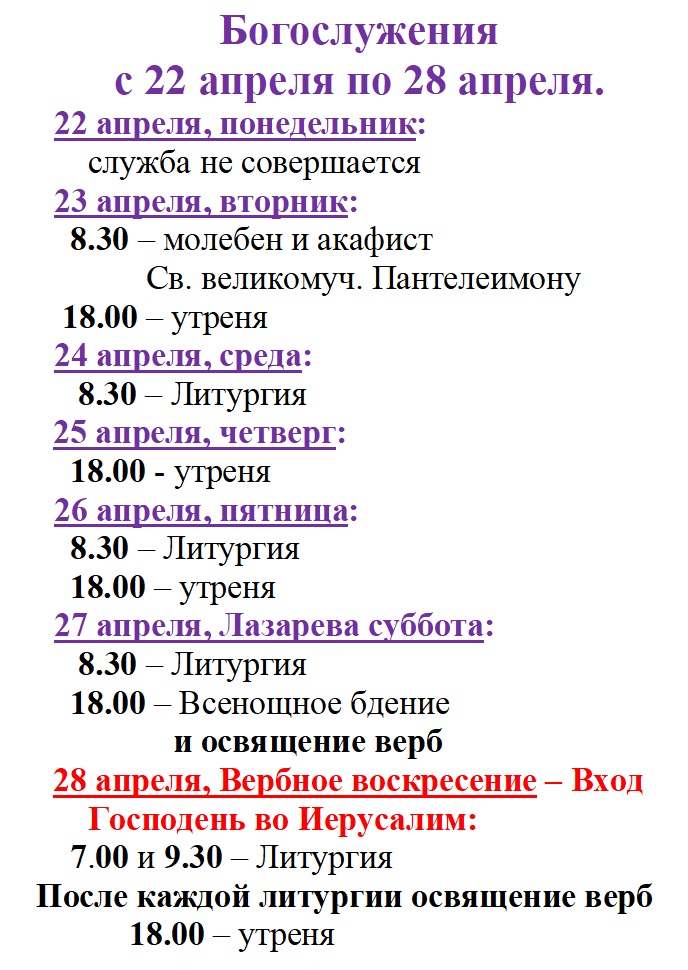 Богослужения
с 22 апреля по 28 апреля.
22 апреля, понедельник:
служба не совершается
23 апреля, вторник:
8.30 – молебен и акафист
Св. великомуч. Пантелеимону
18.00 – утреня
24 апреля, среда:
8.30 – Литургия
25 апреля, четверг:
18.00 - утреня
26 апреля, пятница:
8.30 – Литургия
18.00 – утреня
27 апреля, Лазарева суббота:
8.30 – Литургия
18.00 – Всенощное бдение
и освящение верб
28 апреля, Вербное воскресение – Вход
Господень во Иерусалим:
7.00 и 9.30 – Литургия
После каждой литургии освящение верб
18.00 – утреня